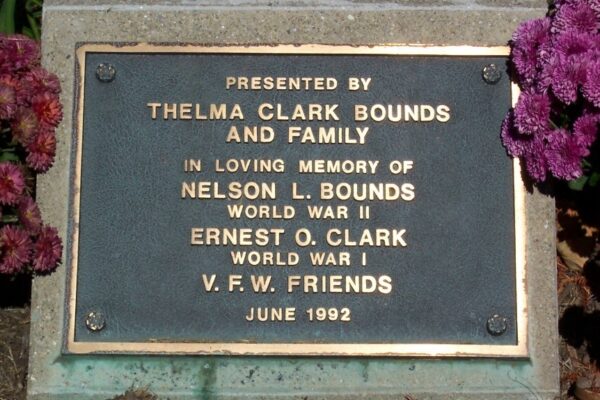 PRESENTED BY
THELMA CLARK BOUNDS
AND FAMILY
IN LOVING MEMORY OF
NELSON L. BOUNDS
WORLD WAR II
ERNEST O. CLARK
WORLD WAR I
V. F. W. FRIENDS
JUNE 1992